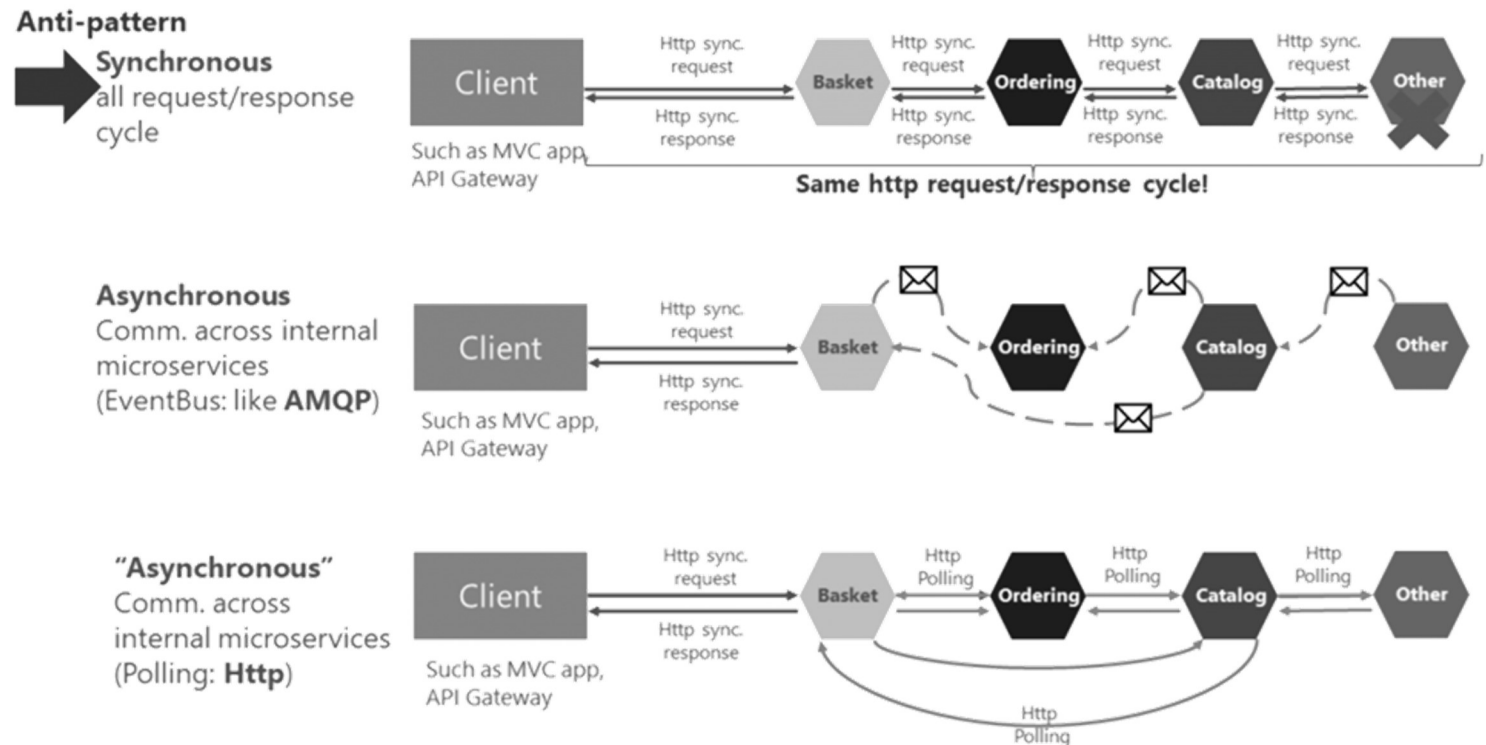 Anti-pattern
Synchronous
all request/response
cycle
Client
Such as MVC app,
API Gateway
Http sync.
request
Http sync.
response
Basket
Http sync.
request
Http sync.
response
Ordering
Http sync.
request
Http sync.
response
Catalog
Http sync.
request
Http sync.
response
Other
Same http request/response cycle!
Asynchronous
Comm. across internal
microservices
(EventBus: like AMQP)
Client
Such as MVC app,
API Gateway
Http sync.
request
Http sync.
response
Basket
Ordering
Catalog
Other
"Asynchronous"
Comm. across
internal microservices
(Polling: Http)
Client
Such as MVC app,
API Gateway
Http sync.
request
Http sync.
response
Basket
Http
Polling
Ordering
Http
Polling
Catalog
Http
Polling
Other
Http
Polling